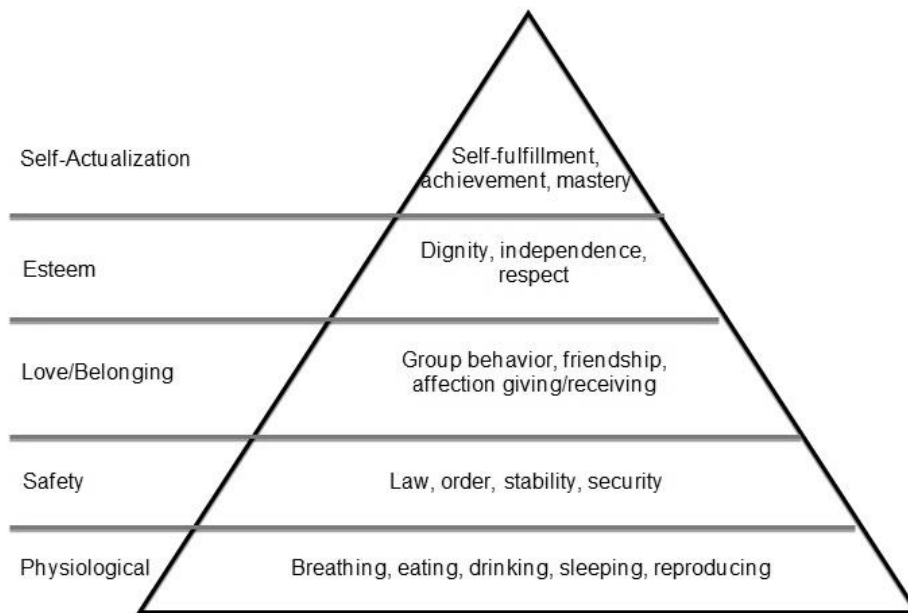 Self-Actualization
Self-fulfillment,
achievement, mastery
Esteem
Dignity, independence,
respect
Love/Belonging
Group behavior, friendship,
affection giving/receiving
Safety
Law, order, stability, security
Physiological
Breathing, eating, drinking, sleeping, reproducing